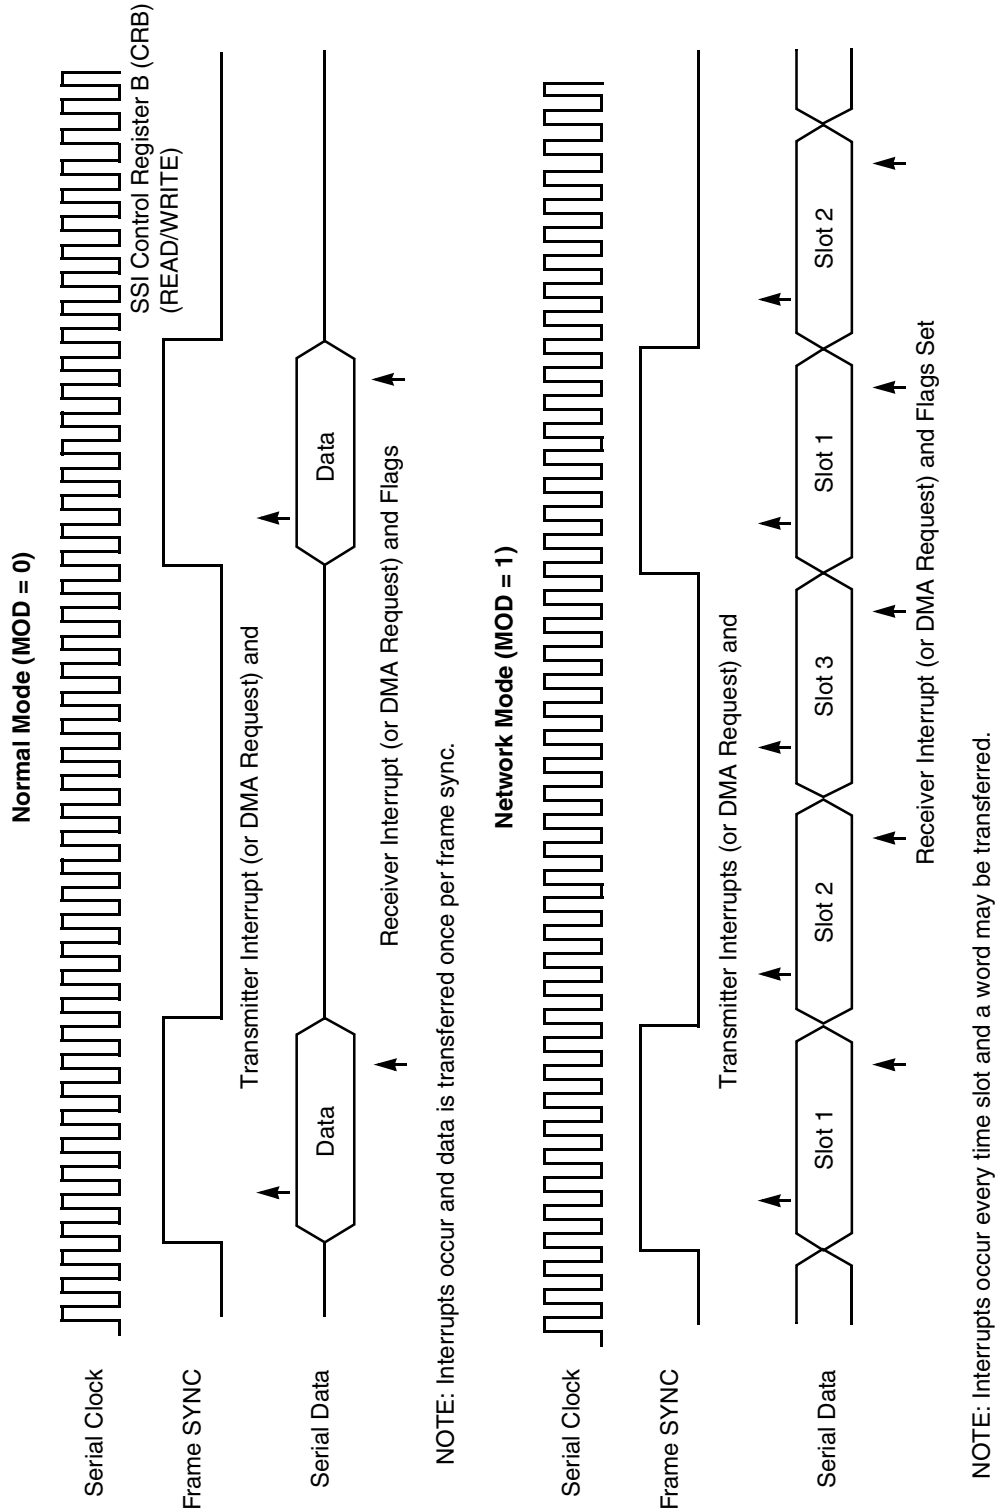 Normal Mode (MOD = 0)
Serial Clock
SSI Control Register B (CRB)
(READ/WRITE)
Frame SYNC
Transmitter Interrupt (or DMA Request) and
Serial Data
Data
Data
Receiver Interrupt (or DMA Request) and Flags
NOTE: Interrupts occur and data is transferred once per frame sync.
Network Mode (MOD = 1)
Serial Clock
Frame SYNC
Transmitter Interrupts (or DMA Request) and
Serial Data
Slot 1
Slot 2
Slot 3
Slot 1
Slot 2
Receiver Interrupt (or DMA Request) and Flags Set
NOTE: Interrupts occur every time slot and a word may be transferred.